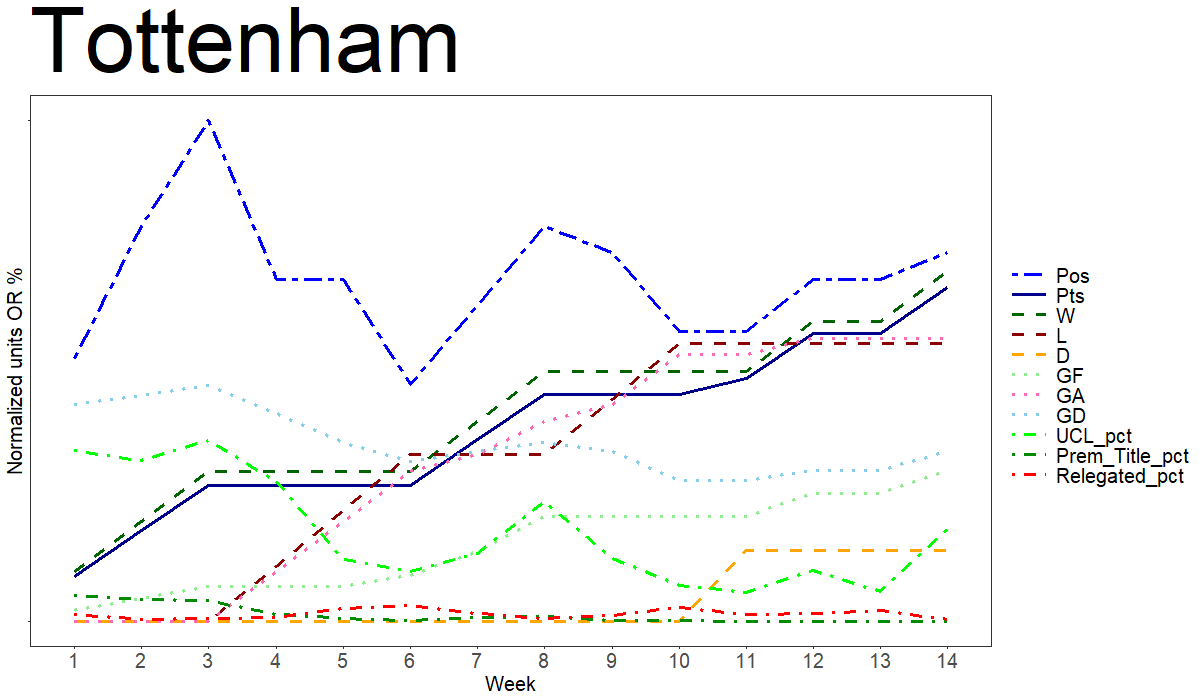 Tottenham
Normalized units OR %
1 2 3 4 5 6 7 8 9 10 11 12 13 14
Week
Pos
Pts
W
L
D
GF
GA
GD
UCL_pct
Prem_Title_pct
Relegated_pct